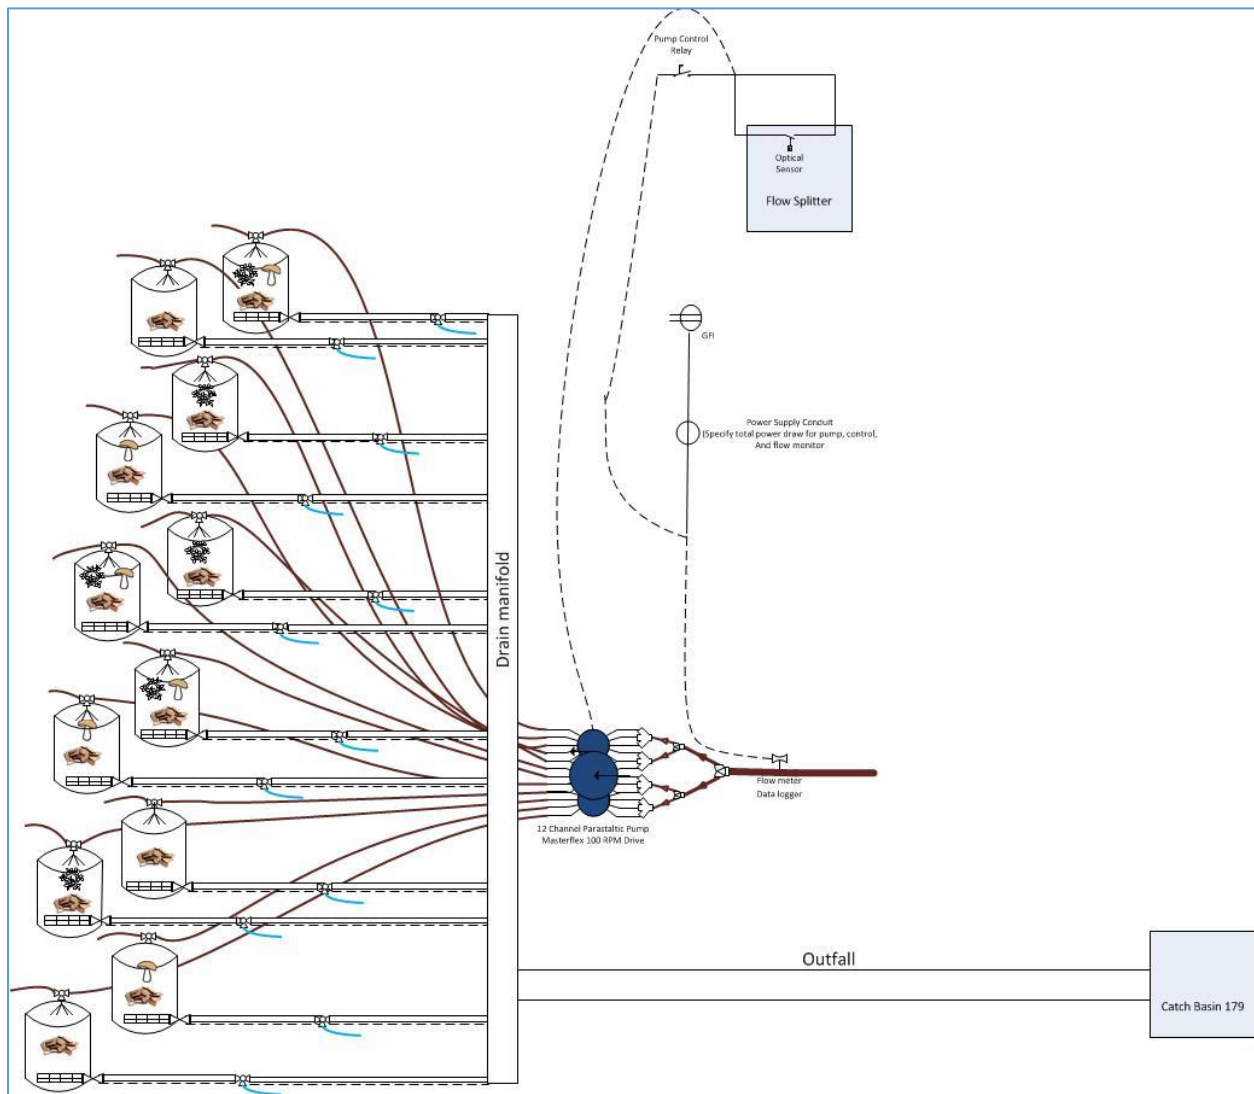 Pump Control
Relay
Optical
Sensor
Flow Splitter
GFI
Power Supply Conduit
(Specify total power draw for pump, control,
And flow monitor
Drain manifold
Flow meter
Data logger
12 Channel Parastaltic Pump
Masterflex 100 RPM Drive
Outfall
Catch Basin 179